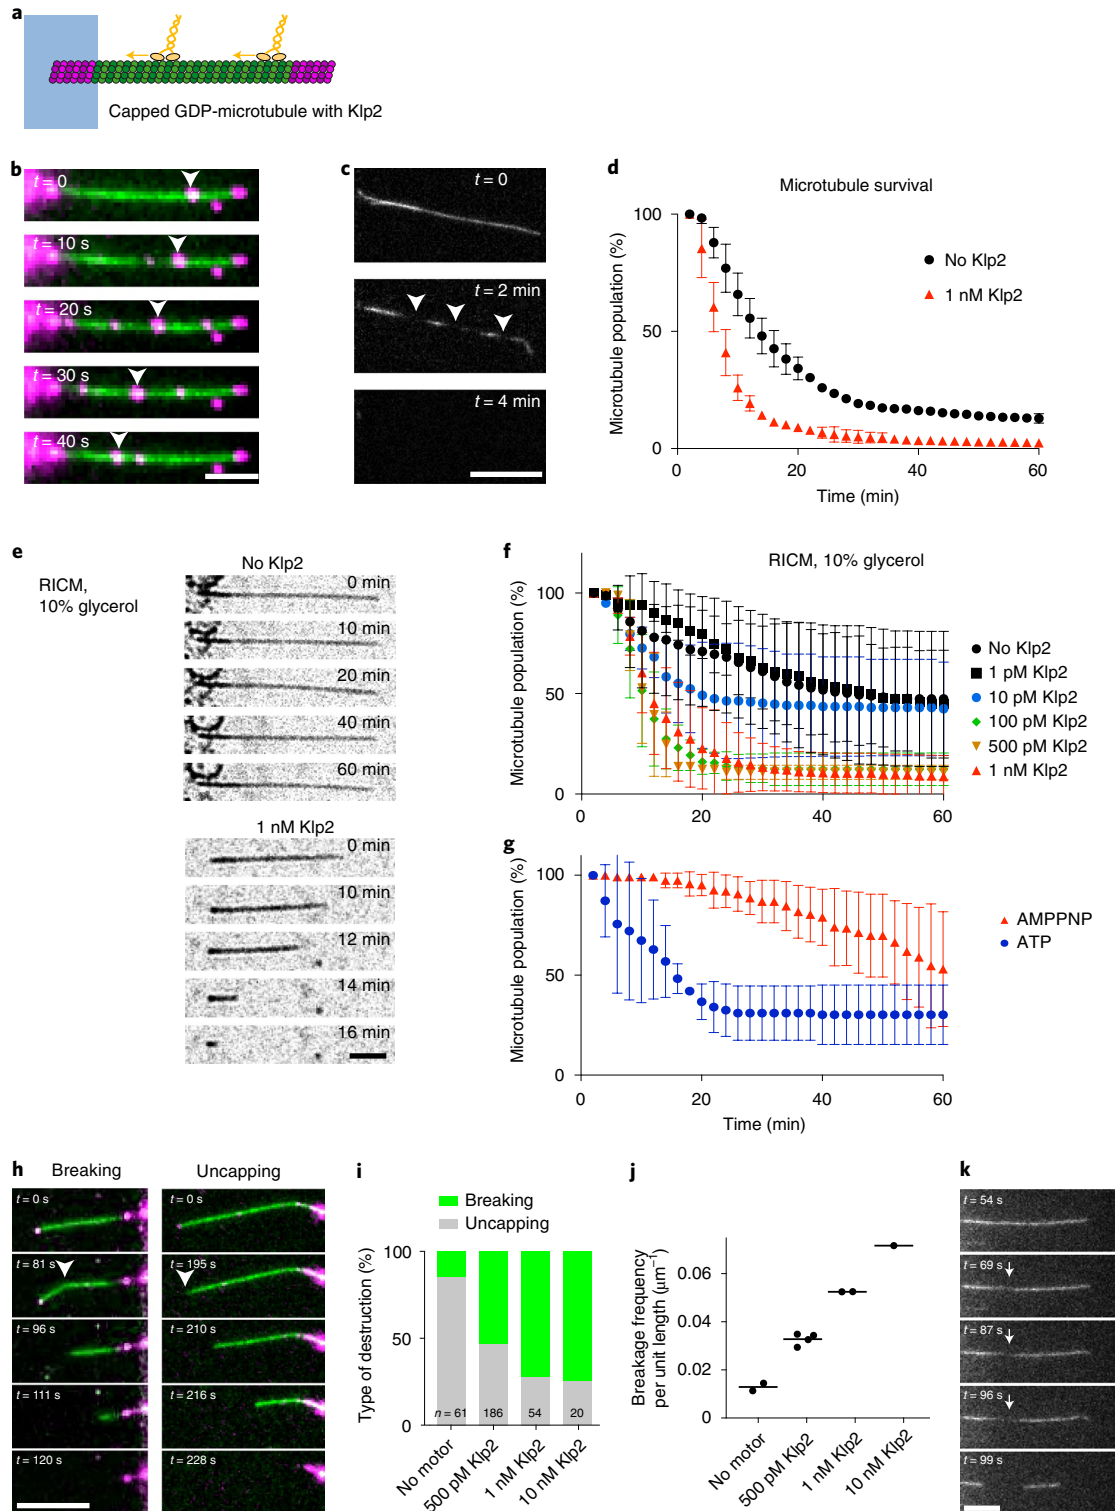 a
Capped GDP-microtubule with Klp2
b
t = 0
t = 10 s
t = 20 s
t = 30 s
t = 40 s
c
t = 0
t = 2 min
t = 4 min
d
Microtubule survival
Microtubule population (%)
100
50
0
No Klp2
1 nM Klp2
0 20 40 60
Time (min)
e
RICM,
10% glycerol
No Klp2
0 min
10 min
20 min
40 min
60 min
1 nM Klp2
0 min
10 min
12 min
14 min
16 min
f
RICM, 10% glycerol
Microtubule population (%)
100
50
0
No Klp2
1 pM Klp2
10 pM Klp2
100 pM Klp2
500 pM Klp2
1 nM Klp2
0 20 40 60
g
Microtubule population (%)
100
50
0
AMPPNP
ATP
0 20 40 60
Time (min)
h
Breaking
Uncapping
t = 0 s
t = 81 s
t = 96 s
t = 111 s
t = 120 s
t = 0 s
t = 195 s
t = 210 s
t = 216 s
t = 228 s
i
Breaking
Uncapping
Type of destruction (%)
100
50
0
n = 61 186 54 20
No motor
500 pM Klp2
1 nM Klp2
10 nM Klp2
j
Breakage frequency
per unit length (μm⁻¹)
0.06
0.04
0.02
0
No motor
500 pM Klp2
1 nM Klp2
10 nM Klp2
k
t = 54 s
t = 69 s
t = 87 s
t = 96 s
t = 99 s